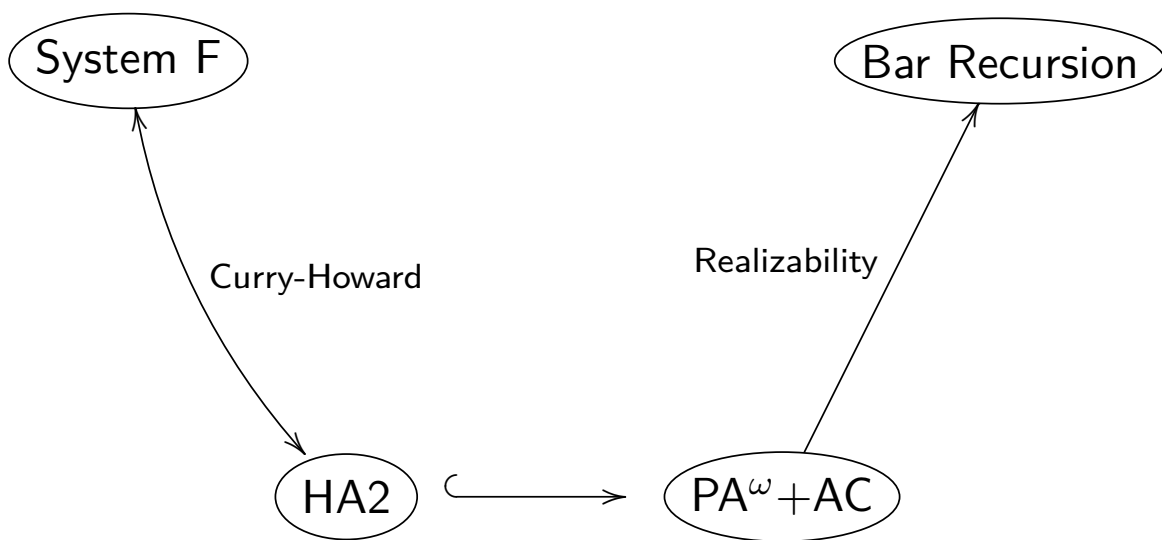 System F
Bar Recursion
Curry-Howard
Realizability
HA2
PA^ω+AC